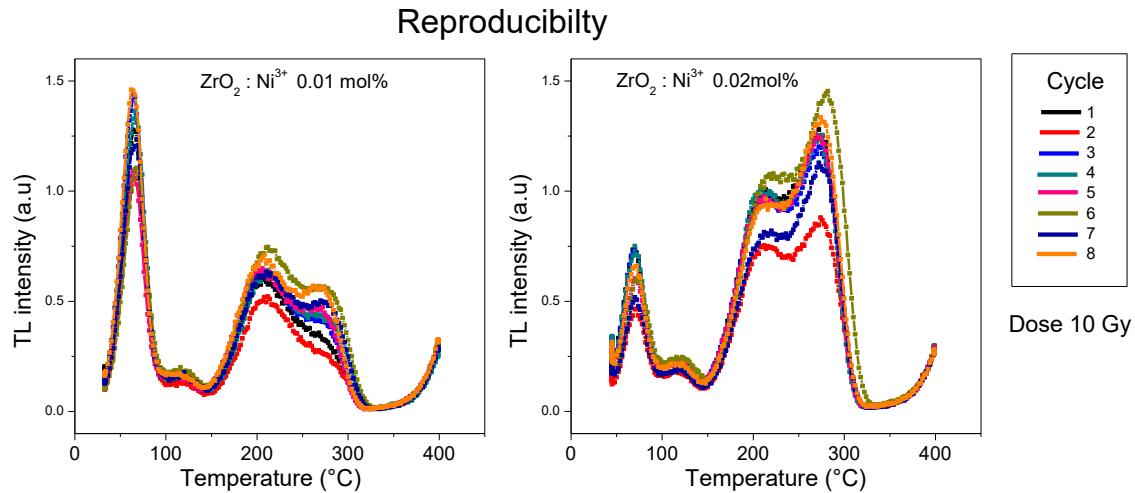 Reproducibilty
ZrO₂ : Ni³⁺ 0.01 mol%
TL intensity (a.u)
1.5
1.0
0.5
0.0
0 100 200 300 400
Temperature (°C)
ZrO₂ : Ni³⁺ 0.02mol%
TL intensity (a.u)
1.5
1.0
0.5
0.0
100 200 300 400
Temperature (°C)
Cycle
1
2
3
4
5
6
7
8
Dose 10 Gy